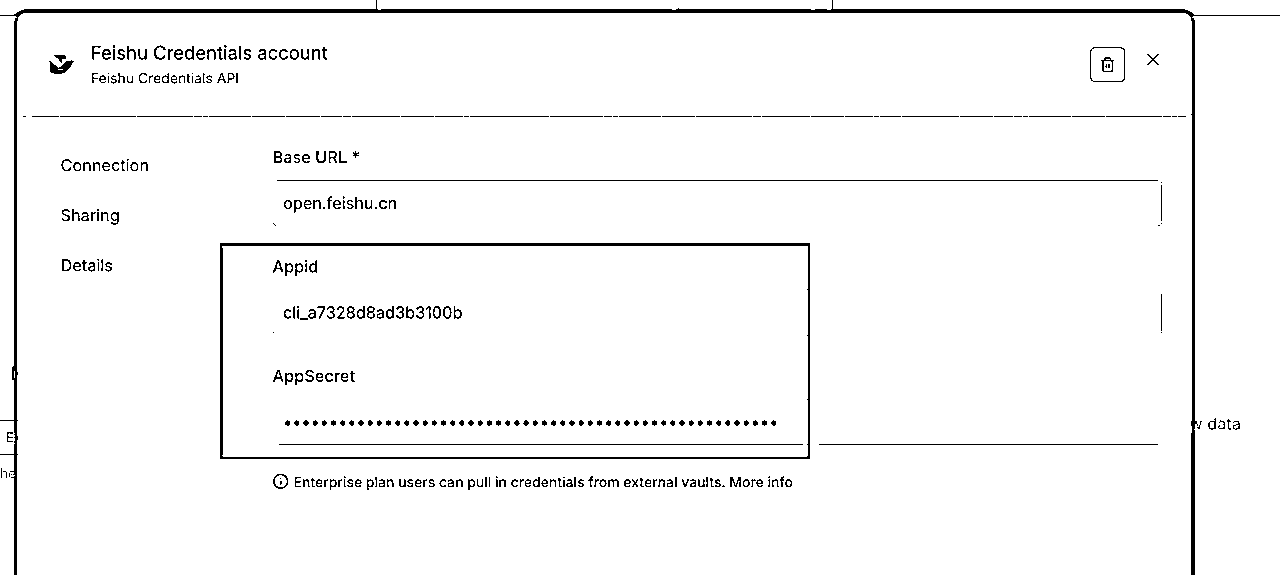 Feishu Credentials account
Feishu Credentials API
Connection
Sharing
Details
Base URL *
open.feishu.cn
Appid
cli_a7328d8ad3b3100b
AppSecret
Enterprise plan users can pull in credentials from external vaults. More info
data